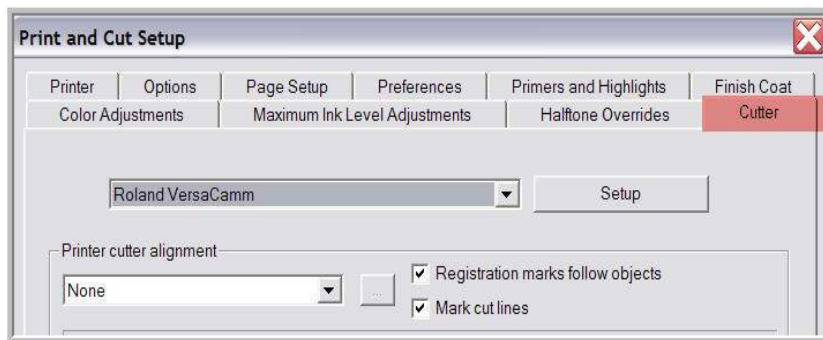 Print and Cut Setup
Printer Options Page Setup Preferences Primers and Highlights Finish Coat
Color Adjustments Maximum Ink Level Adjustments Halftone Overrides Cutter
Roland VersaCamm Setup
Printer cutter alignment
Registration marks follow objects
None ...
Mark cut lines